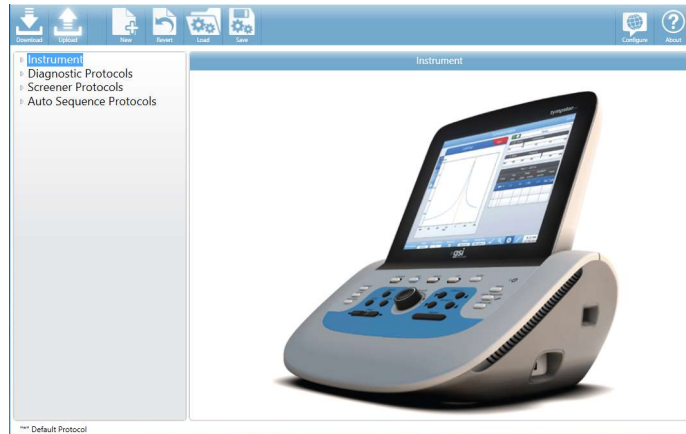 Download Upload New Revert Load Save Configure About
Instrument
Instrument
Diagnostic Protocols
Screener Protocols
Auto Sequence Protocols
tympstar
gsi
"*" Default Protocol